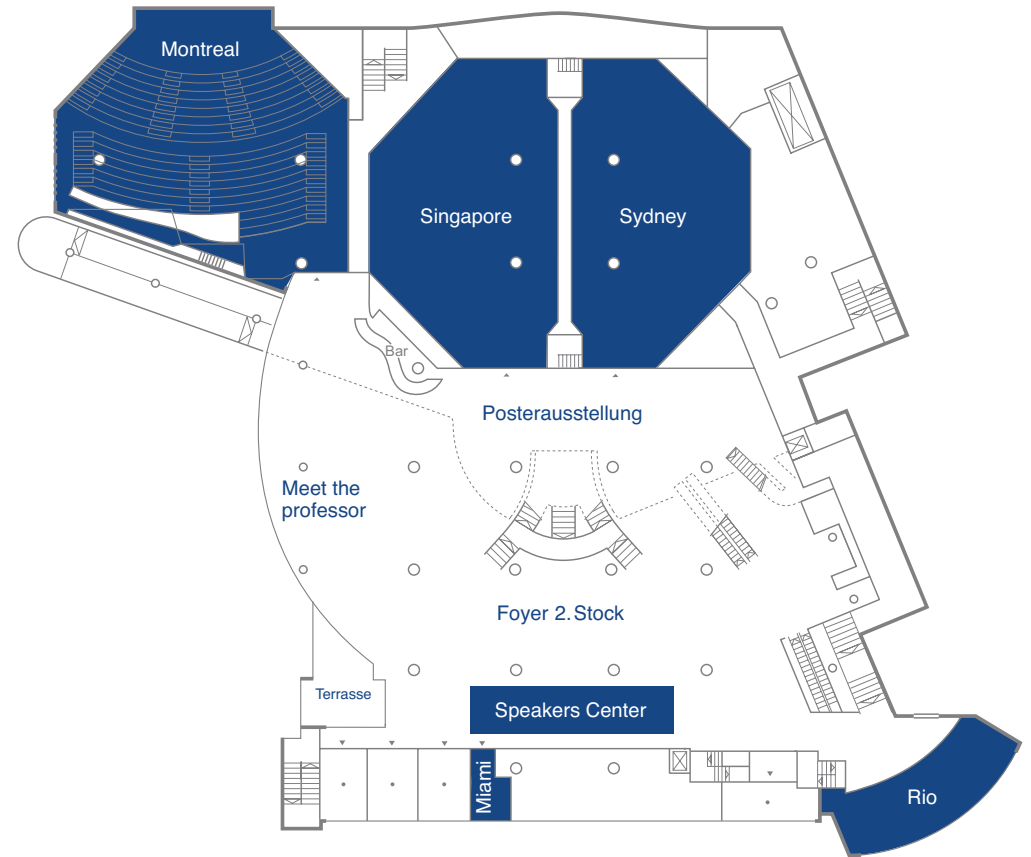 Montreal
Singapore
Sydney
Bar
Posterausstellung
Meet the
professor
Foyer 2. Stock
Terrasse
Speakers Center
Miami
Rio